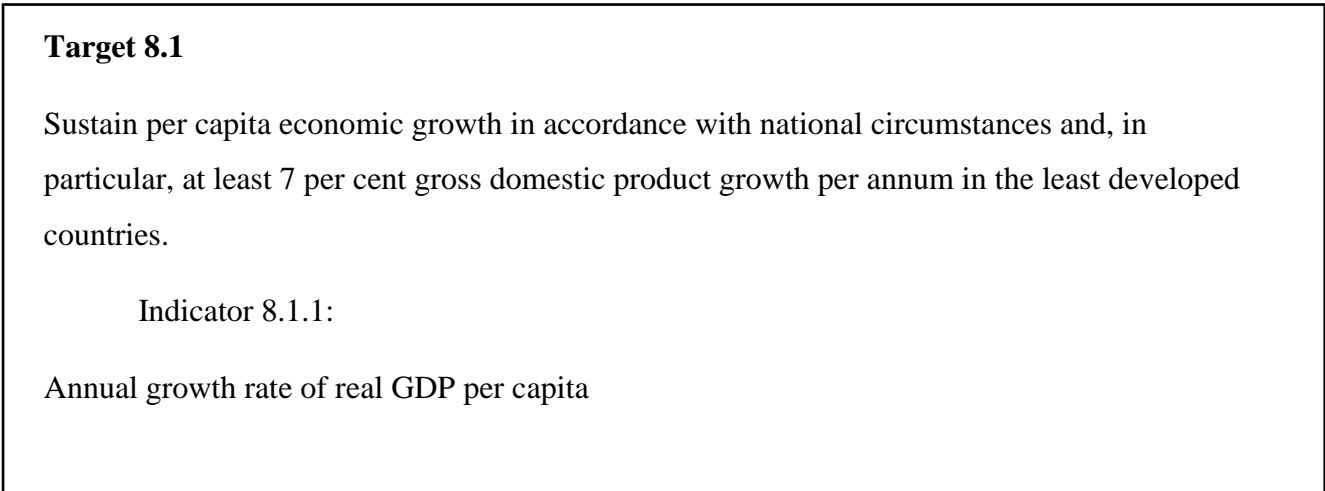 Target 8.1
Sustain per capita economic growth in accordance with national circumstances and, in
particular, at least 7 per cent gross domestic product growth per annum in the least developed
countries.
Indicator 8.1.1:
Annual growth rate of real GDP per capita